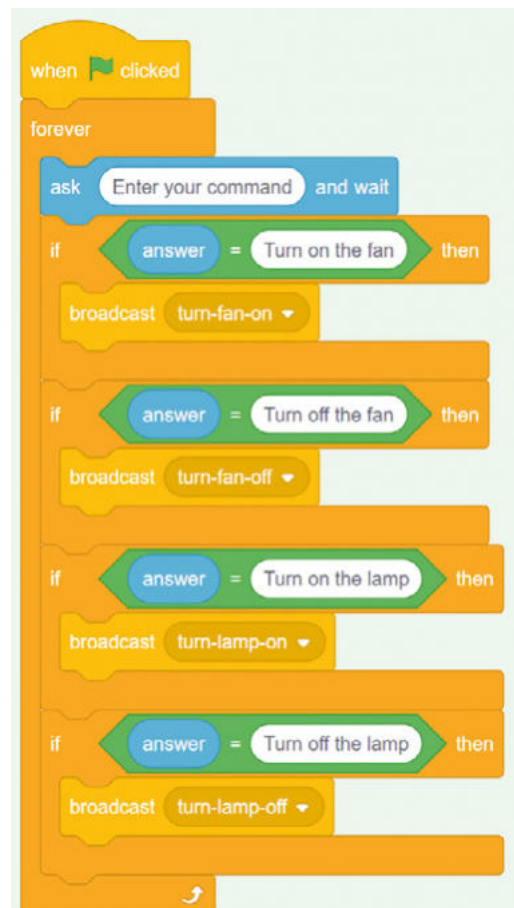 when clicked
forever
ask Enter your command and wait
if answer = Turn on the fan then
broadcast turn-fan-on
if answer = Turn off the fan then
broadcast turn-fan-off
if answer = Turn on the lamp then
broadcast turn-lamp-on
if answer = Turn off the lamp then
broadcast turn-lamp-off